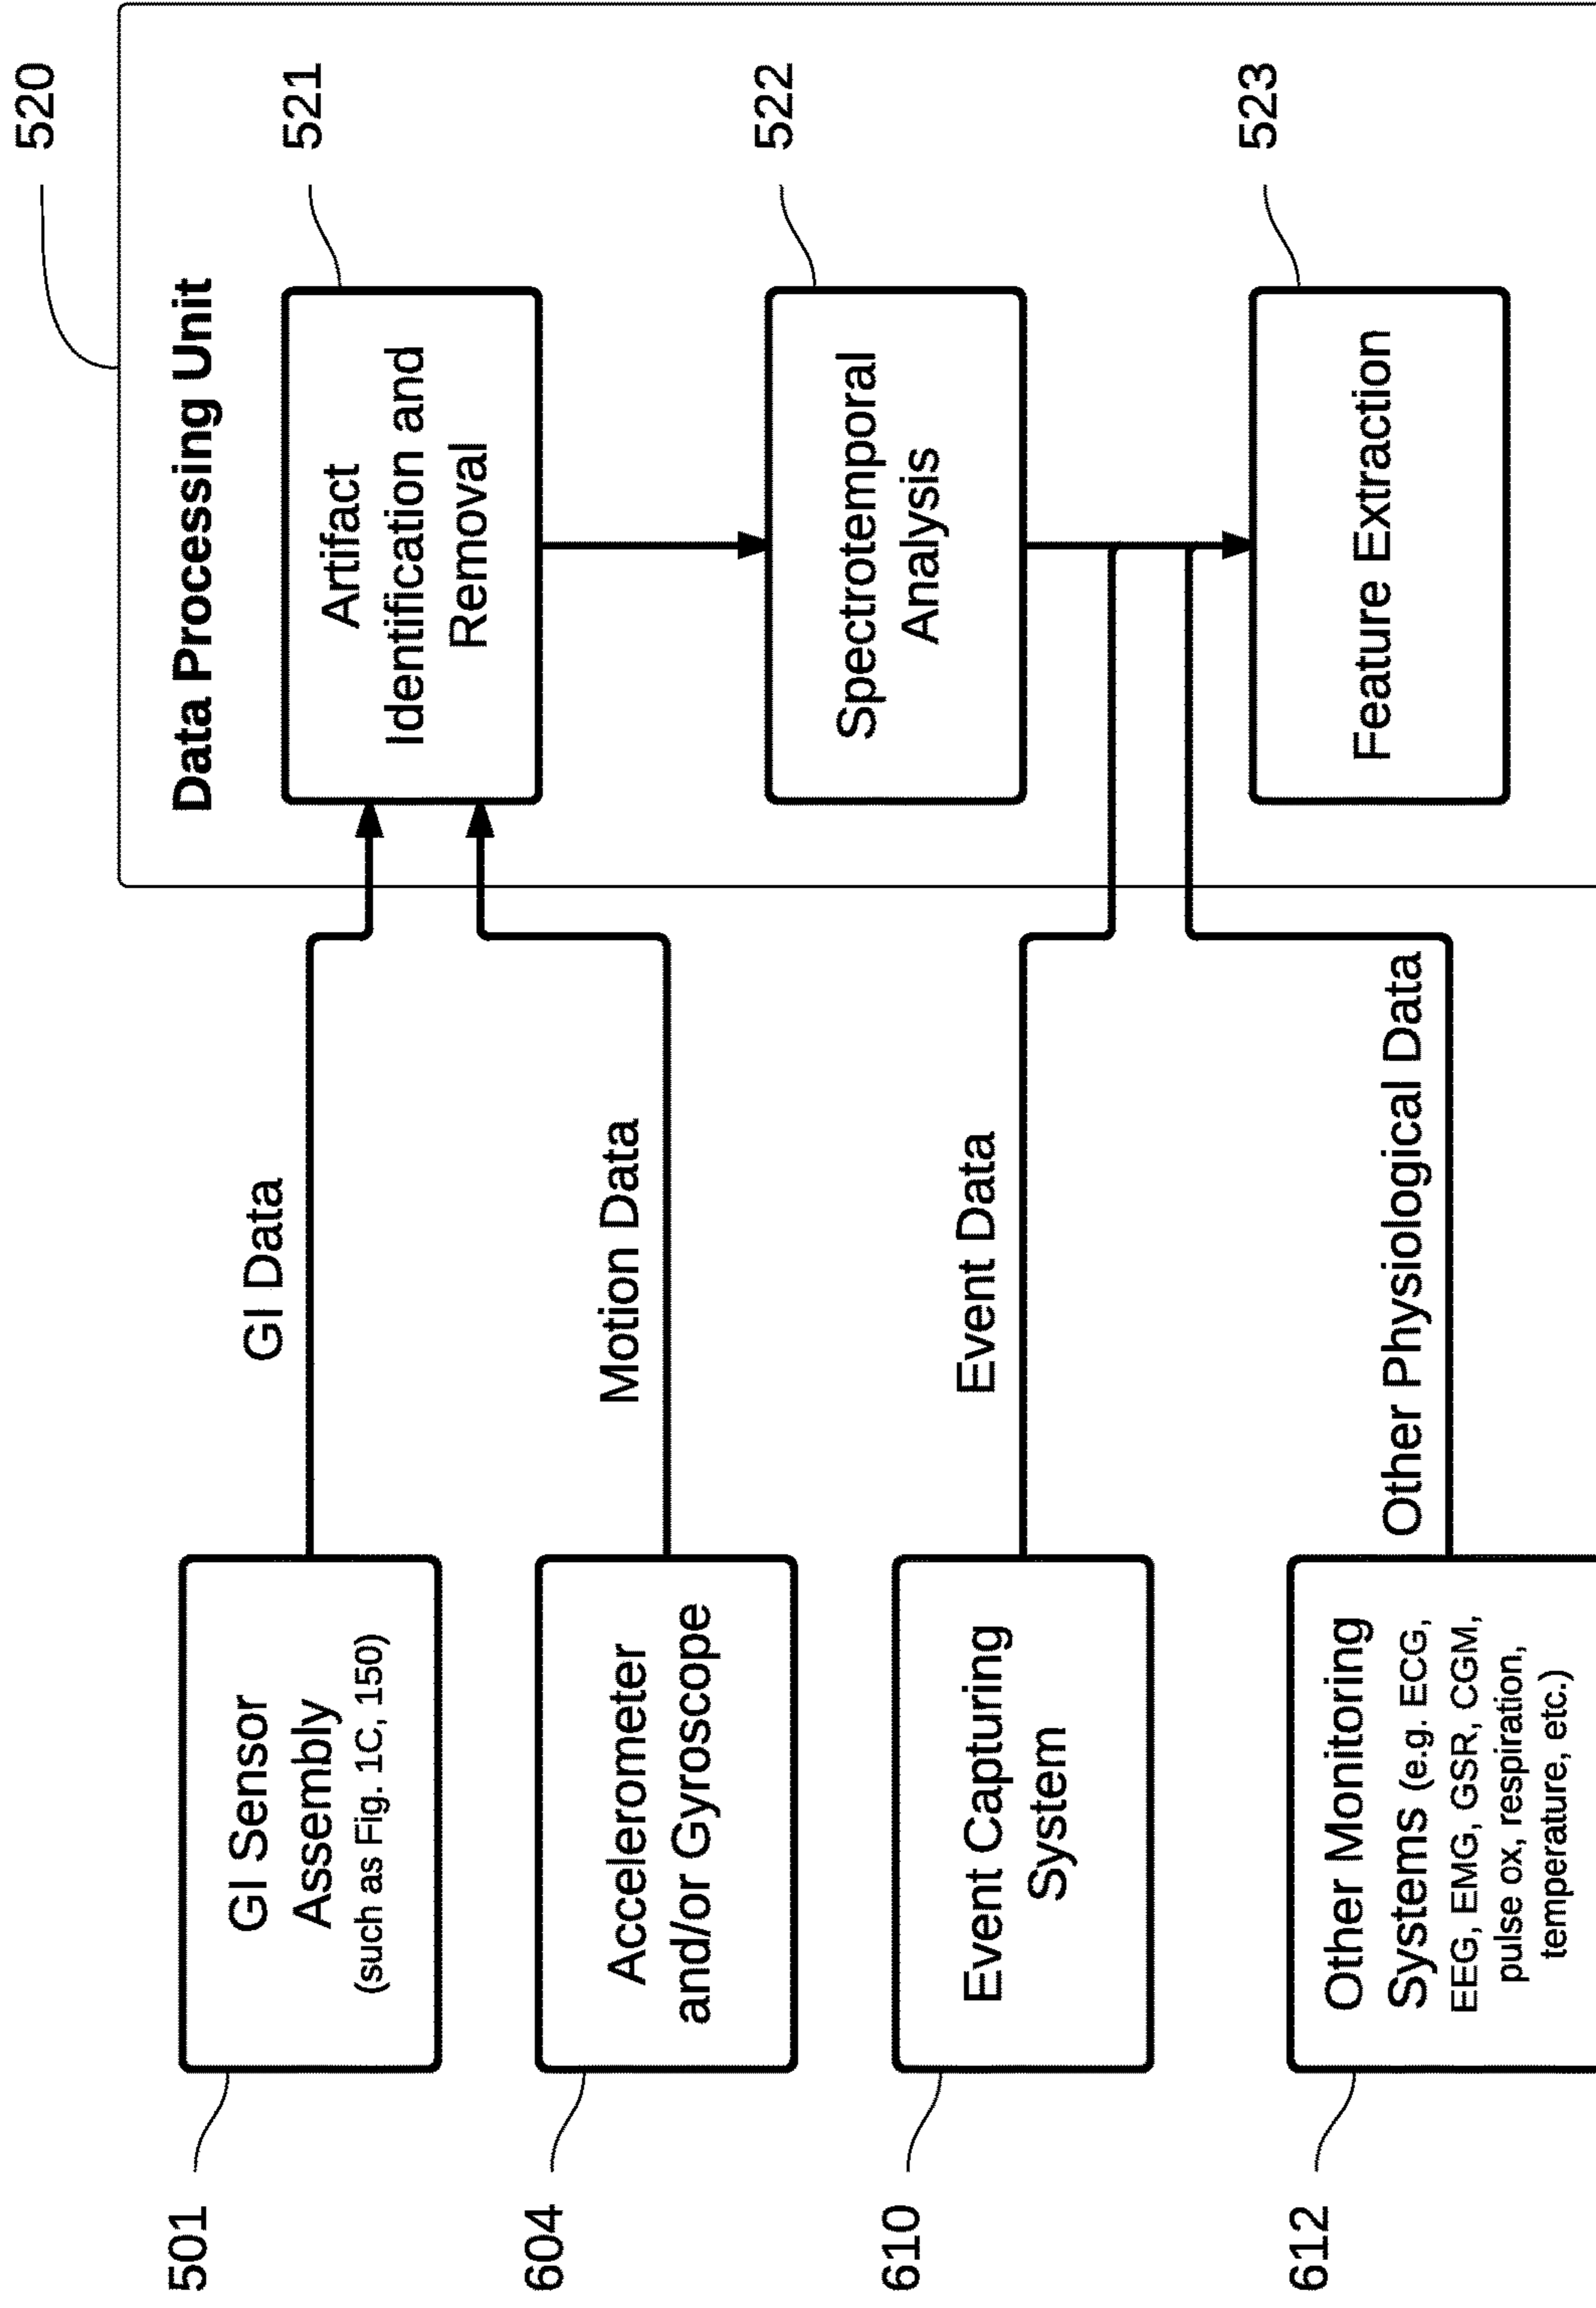 520
Data Processing Unit
501
GI Sensor
Assembly
(such as Fig. 1C, 150)
GI Data
521
Artifact
Identification and
Removal
604
Accelerometer
and/or Gyroscope
Motion Data
522
Spectrotemporal
Analysis
610
Event Capturing
System
Event Data
523
Feature Extraction
612
Other Monitoring
Systems (e.g. ECG,
EEG, EMG, GSR, CGM,
pulse ox, respiration,
temperature, etc.)
Other Physiological Data